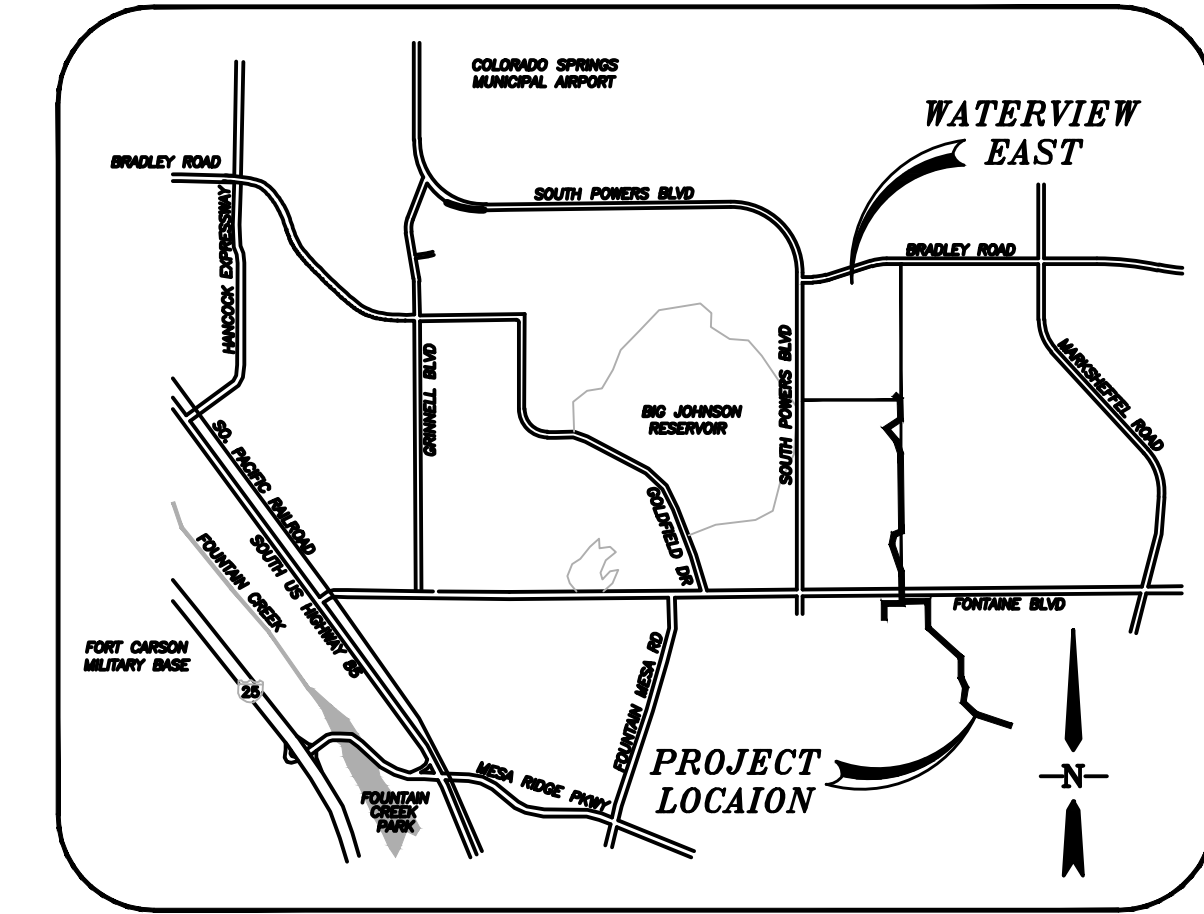 COLORADO SPRINGS
MUNICIPAL AIRPORT
WATERVIEW
EAST
BRADLEY ROAD
SOUTH POWERS BLVD
HANCOCK EXPRESSWAY
BRADLEY ROAD
GRINNELL BLVD
SOUTH POWERS BLVD
MARKSHEFFEL ROAD
BIG JOHNSON
RESERVOIR
SO. PACIFIC RAILROAD
GOLDFIELD DR
FOUNTAIN CREEK
SOUTH US HIGHWAY 85
FONTAINE BLVD
FORT CARSON
MILITARY BASE
25
FOUNTAIN MESA RD
PROJECT
LOCAION
N
MESA RIDGE PKWY
FOUNTAIN
CREEK
PARK